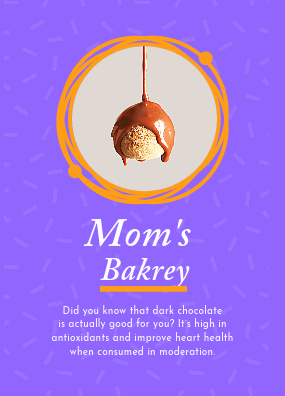 Mom's
Bakrey
Did you know that dark chocolate
is actually good for you? It's high in
antioxidants and improve heart health
when consumed in moderation.